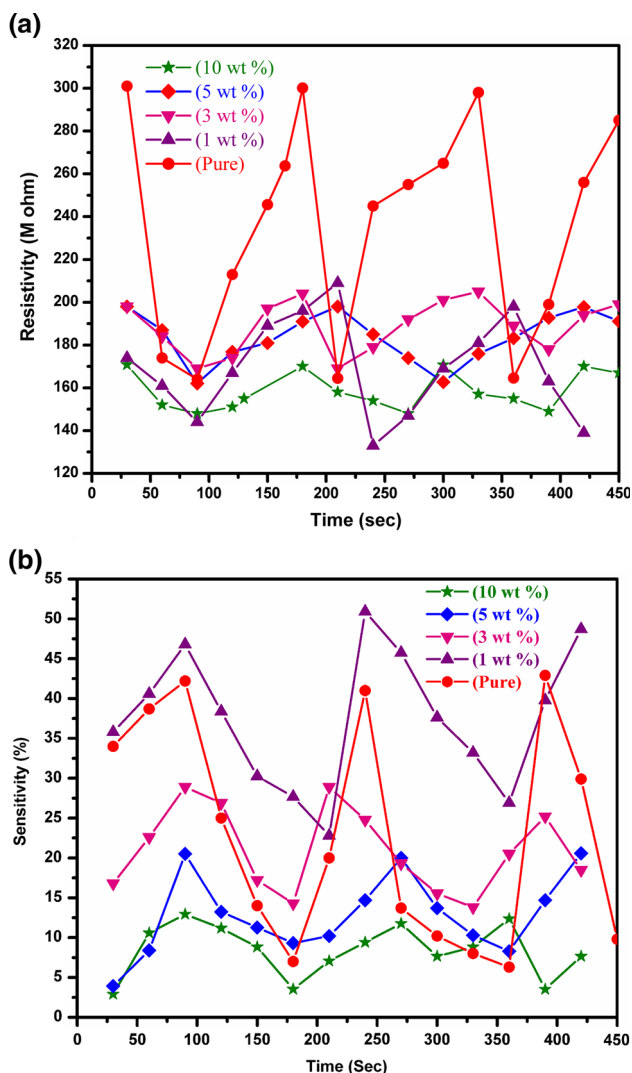 (a)
320
300
280
260
240
220
200
180
160
140
120
Resistivity (M ohm)
(10 wt %)
(5 wt %)
(3 wt %)
(1 wt %)
(Pure)
0 50 100 150 200 250 300 350 400 450
Time (sec)
(b)
55
50
45
40
35
30
25
20
15
10
5
0
Sensitivity (%)
(10 wt %)
(5 wt %)
(3 wt %)
(1 wt %)
(Pure)
0 50 100 150 200 250 300 350 400 450
Time (Sec)